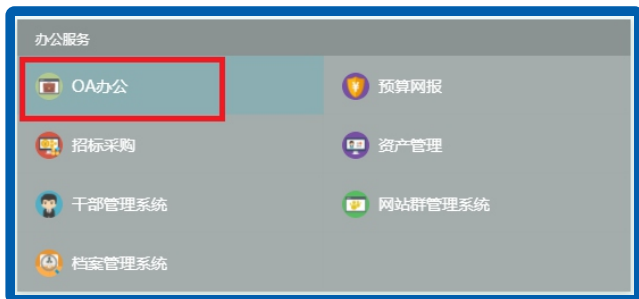 办公服务
OA办公
预算网报
招标采购
资产管理
干部管理系统
网站群管理系统
档案管理系统